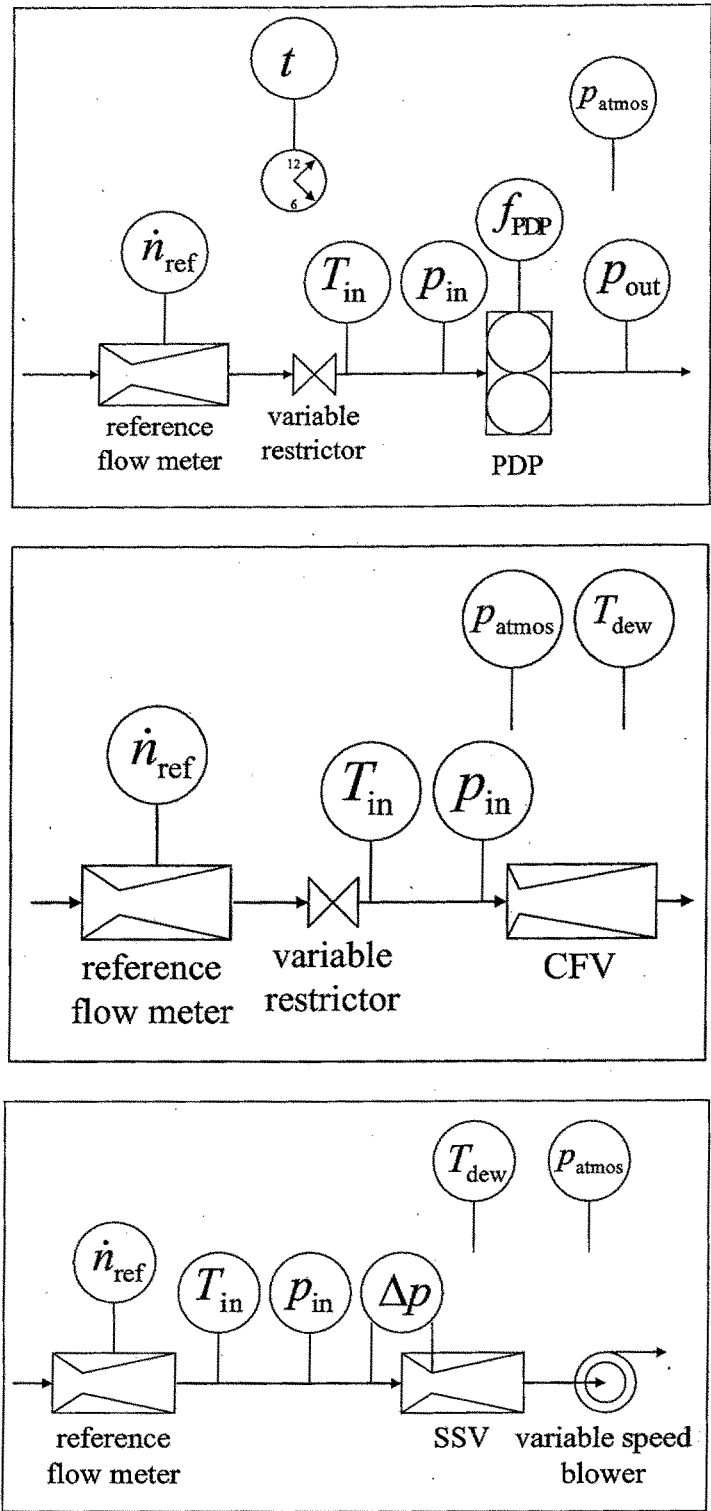 t
p_atmos
12
6
ṅ_ref
T_in
p_in
f_PDP
p_out
reference
flow meter
variable
restrictor
PDP
p_atmos
T_dew
ṅ_ref
T_in
p_in
reference
flow meter
variable
restrictor
CFV
T_dew
p_atmos
ṅ_ref
T_in
p_in
Δp
reference
flow meter
SSV
variable speed
blower